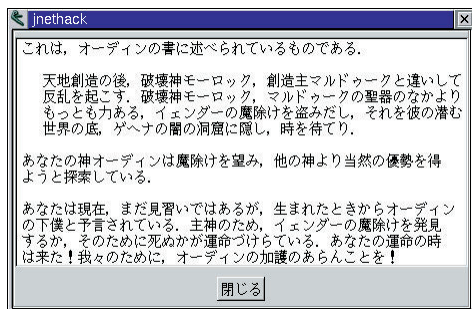 jnethack
これは，オーディンの書に述べられているものである．
天地創造の後，破壊神モーロック，創造主マルドゥークと違いして
反乱を起こす．破壊神モーロック，マルドゥークの聖器のなかより
もっとも力ある，イェンダーの魔除けを盗みだし，それを彼の潜む
世界の底，ゲヘナの闇の洞窟に隠し，時を待てり．
あなたの神オーディンは魔除けを望み，他の神より当然の優勢を得
ようと探索している．
あなたは現在，まだ見習いではあるが，生まれたときからオーディン
の下僕と予言されている．主神のため，イェンダーの魔除けを発見
するか，そのために死ぬかが運命づけらている．あなたの運命の時
は来た！我々のために，オーディンの加護のあらんことを！
閉じる